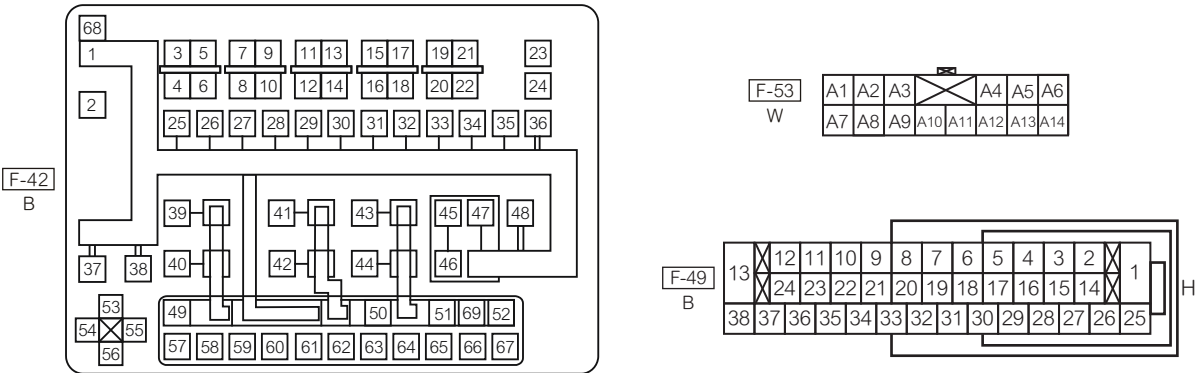 68
1
3 5 7 9 11 13 15 17 19 21 23
4 6 8 10 12 14 16 18 20 22 24
2
25 26 27 28 29 30 31 32 33 34 35 36
F-42
B
39 41 43 45 47 48
37 38 40 42 44 46
53
54 55
56
49 50 51 69 52
57 58 59 60 61 62 63 64 65 66 67
F-53
W
A1 A2 A3 A4 A5 A6
A7 A8 A9 A10 A11 A12 A13 A14
F-49
B
13 12 11 10 9 8 7 6 5 4 3 2 1
24 23 22 21 20 19 18 17 16 15 14
38 37 36 35 34 33 32 31 30 29 28 27 26 25
H